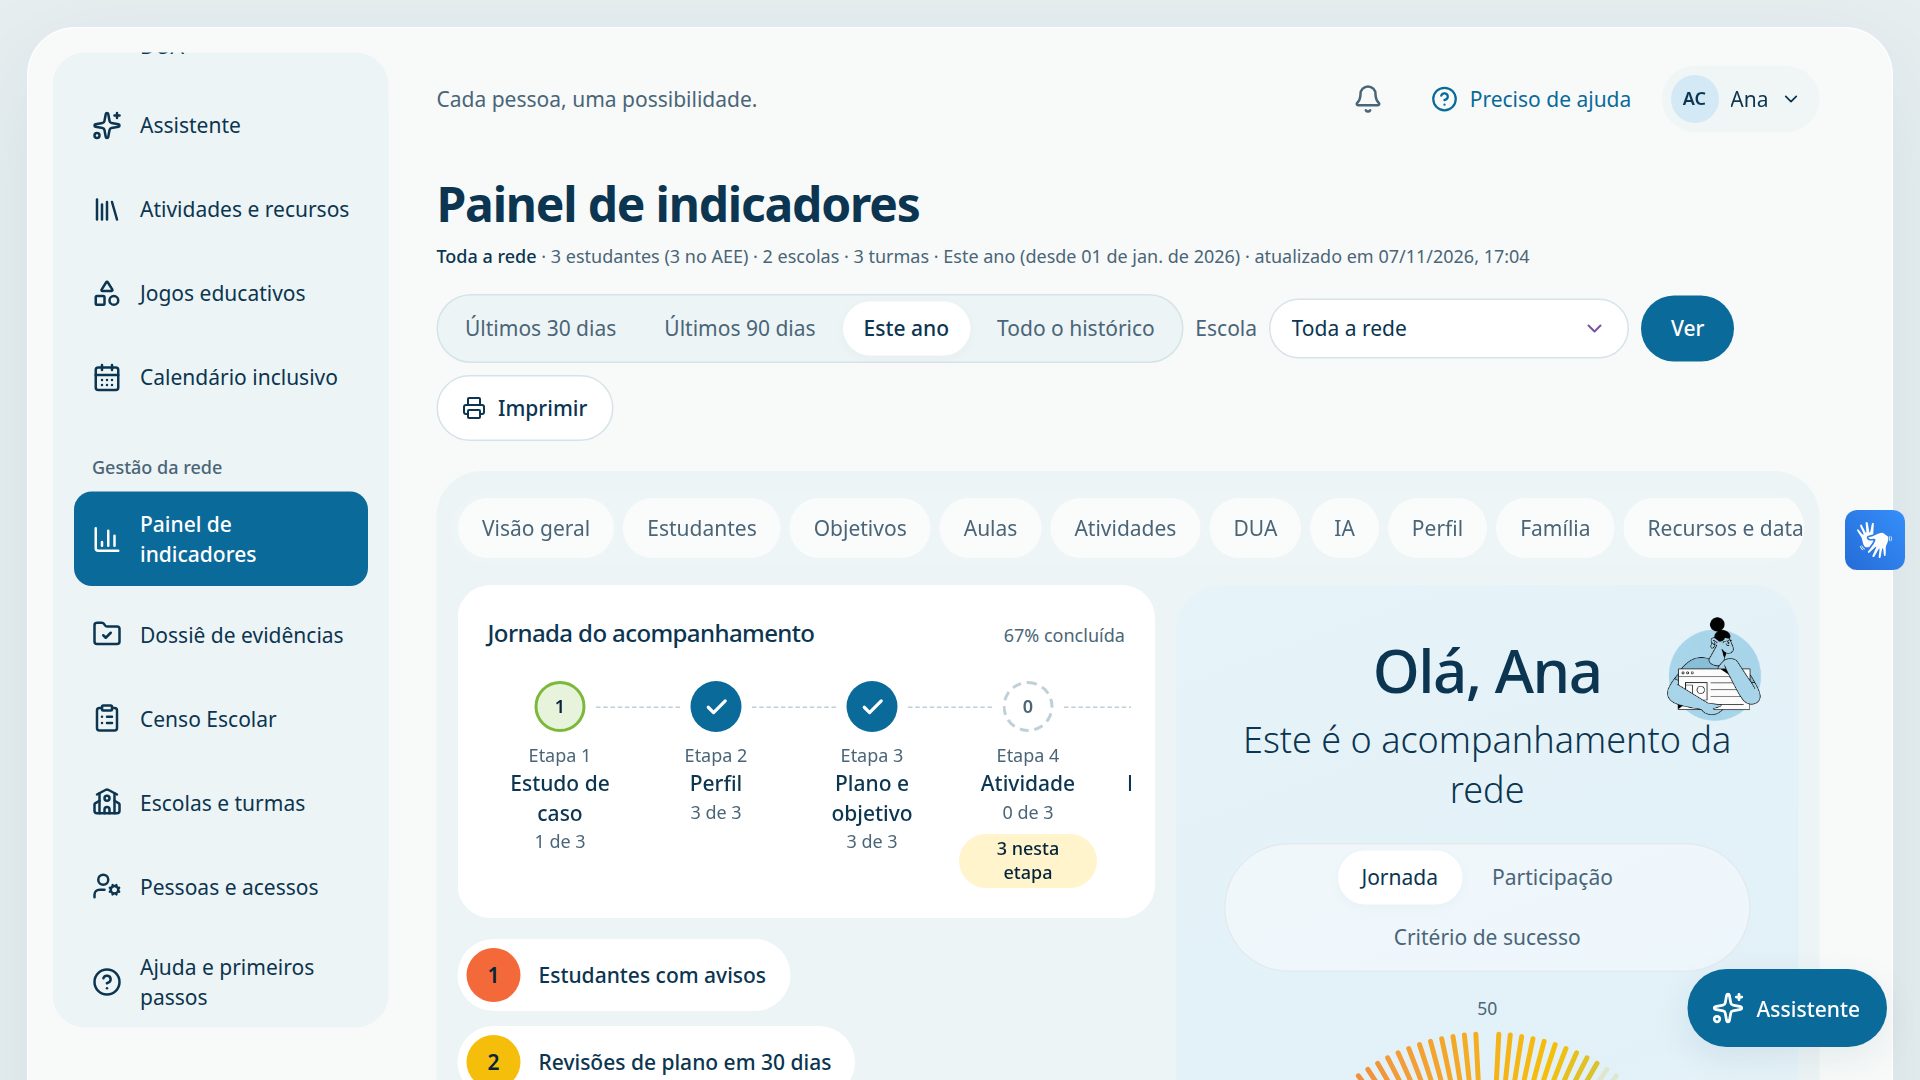 Assistente
Atividades e recursos
Jogos educativos
Calendário inclusivo
Gestão da rede
Painel de
indicadores
Dossiê de evidências
Censo Escolar
Escolas e turmas
Pessoas e acessos
Ajuda e primeiros
passos
Cada pessoa, uma possibilidade.
Preciso de ajuda
AC Ana
Painel de indicadores
Toda a rede · 3 estudantes (3 no AEE) · 2 escolas · 3 turmas · Este ano (desde 01 de jan. de 2026) · atualizado em 07/11/2026, 17:04
Últimos 30 dias Últimos 90 dias Este ano Todo o histórico Escola Toda a rede Ver
Imprimir
Visão geral Estudantes Objetivos Aulas Atividades DUA IA Perfil Família Recursos e data
Jornada do acompanhamento 67% concluída
1
Etapa 1
Estudo de
caso
1 de 3
Etapa 2
Perfil
3 de 3
Etapa 3
Plano e
objetivo
3 de 3
0
Etapa 4
Atividade
0 de 3
3 nesta
etapa
1 Estudantes com avisos
2 Revisões de plano em 30 dias
Olá, Ana
Este é o acompanhamento da
rede
Jornada Participação
Critério de sucesso
50
Assistente